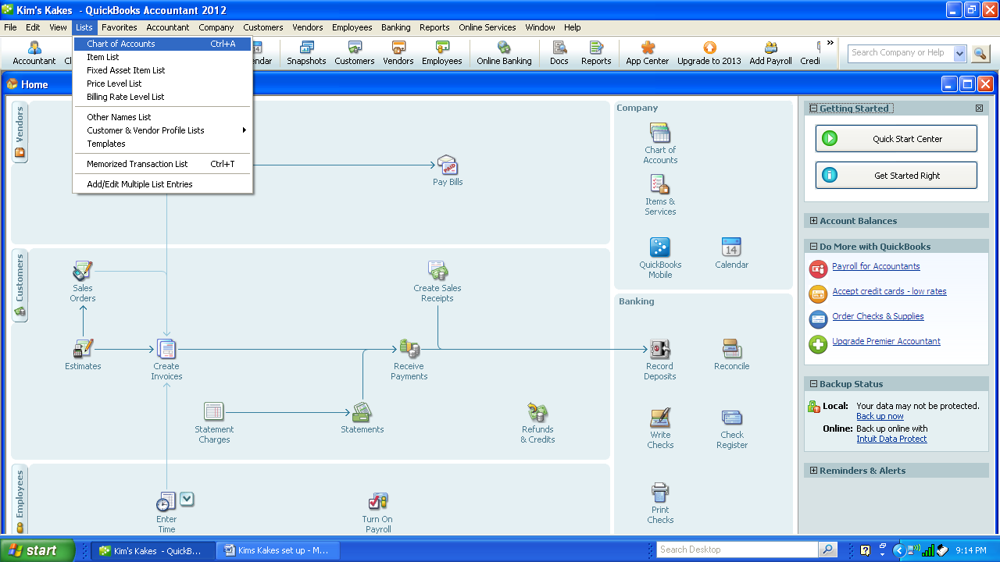 Kim's Kakes  - QuickBooks Accountant 2012
File Edit View Lists Favorites Accountant Company Customers Vendors Employees Banking Reports Online Services Window Help
Accountant Snapshots Customers Vendors Employees Online Banking Docs Reports App Center Upgrade to 2013 Add Payroll Credi
Search Company or Help
Chart of Accounts Ctrl+A
Item List
Fixed Asset Item List
Price Level List
Billing Rate Level List
Other Names List
Customer & Vendor Profile Lists
Templates
Memorized Transaction List Ctrl+T
Add/Edit Multiple List Entries
Home
Vendors
Pay Bills
Customers
Sales
Orders
Create Sales
Receipts
Estimates
Create
Invoices
Receive
Payments
Statement
Charges
Statements
Refunds
& Credits
Employees
Enter
Time
Turn On
Payroll
Company
Chart of
Accounts
Items &
Services
QuickBooks
Mobile
14
Calendar
Banking
Record
Deposits
Reconcile
Write
Checks
Check
Register
Print
Checks
Getting Started
Quick Start Center
Get Started Right
Account Balances
Do More with QuickBooks
Payroll for Accountants
Accept credit cards - low rates
Order Checks & Supplies
Upgrade Premier Accountant
Backup Status
Local: Your data may not be protected.
Back up now
Online: Back up online with
Intuit Data Protect
Reminders & Alerts
start
Kim's Kakes  - QuickB...
Kims Kakes set up - M...
Search Desktop
9:14 PM